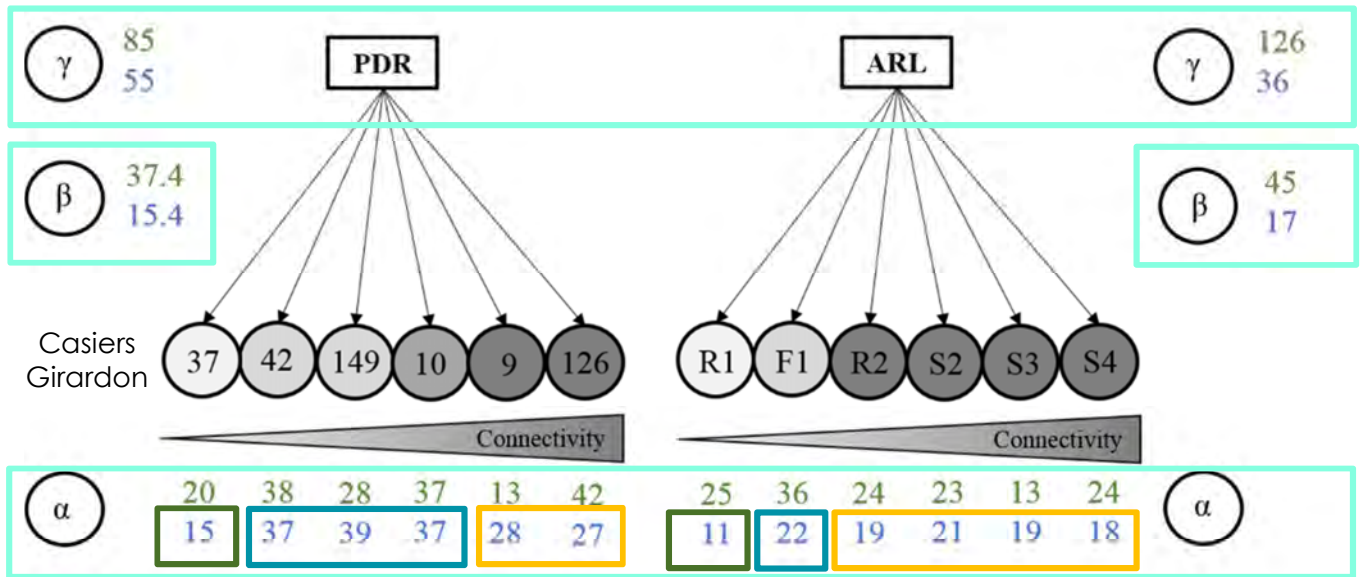 γ 85 PDR ARL γ 126
55 36
β 37.4 β 45
15.4 17
Casiers
Girardon
37 42 149 10 9 126 R1 F1 R2 S2 S3 S4
Connectivity Connectivity
α 20 38 28 37 13 42 25 36 24 23 13 24 α
15 37 39 37 28 27 11 22 19 21 19 18